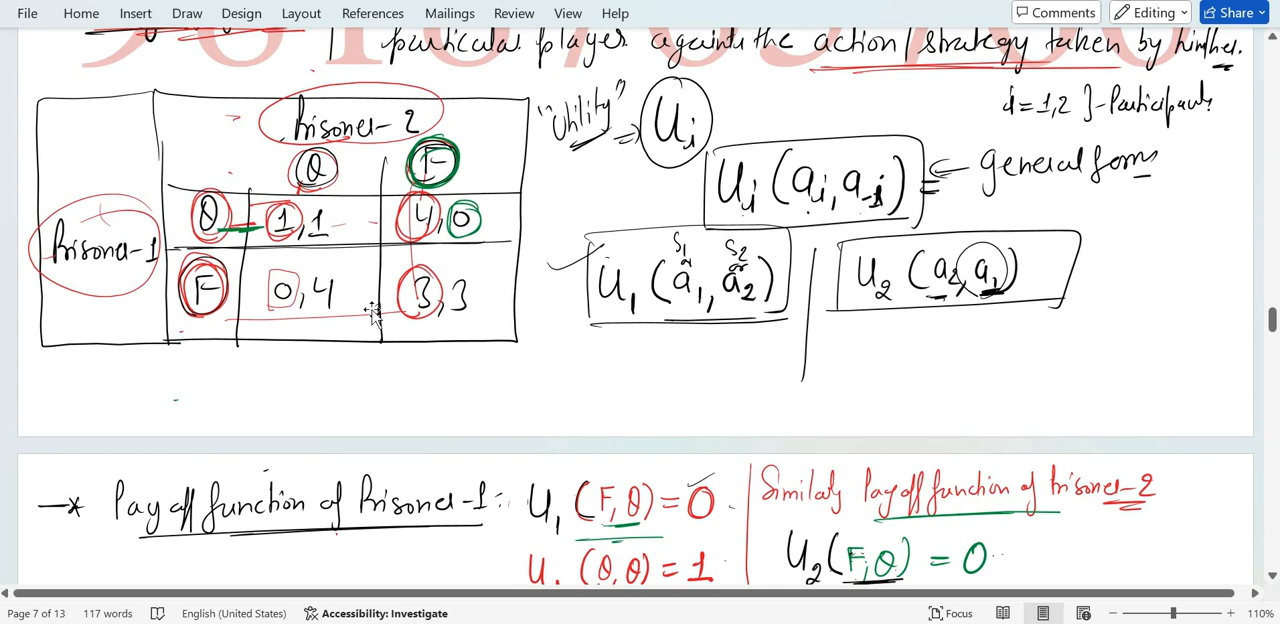 File Home Insert Draw Design Layout References Mailings Review View Help Comments Editing Share
particular player againts the action/strategy taken by him/her.
i = 1,2 }-Participants
Prisoner-2
"Utility" => Ui
Q F
Ui (ai, a-i) = <- general form
Prisoner-1
Q 1,1 4,0
F 0,4 3,3
S1 S2
U1 (a1, a2) | U2 (a2, a1)
-* Pay off function of Prisoner-1: U1 (F, Q) = 0
U1 (Q, Q) = 1
Similarly Pay off function of Prisoner-2
U2 (F, Q) = 0
Page 7 of 13 117 words English (United States) Accessibility: Investigate Focus 110%